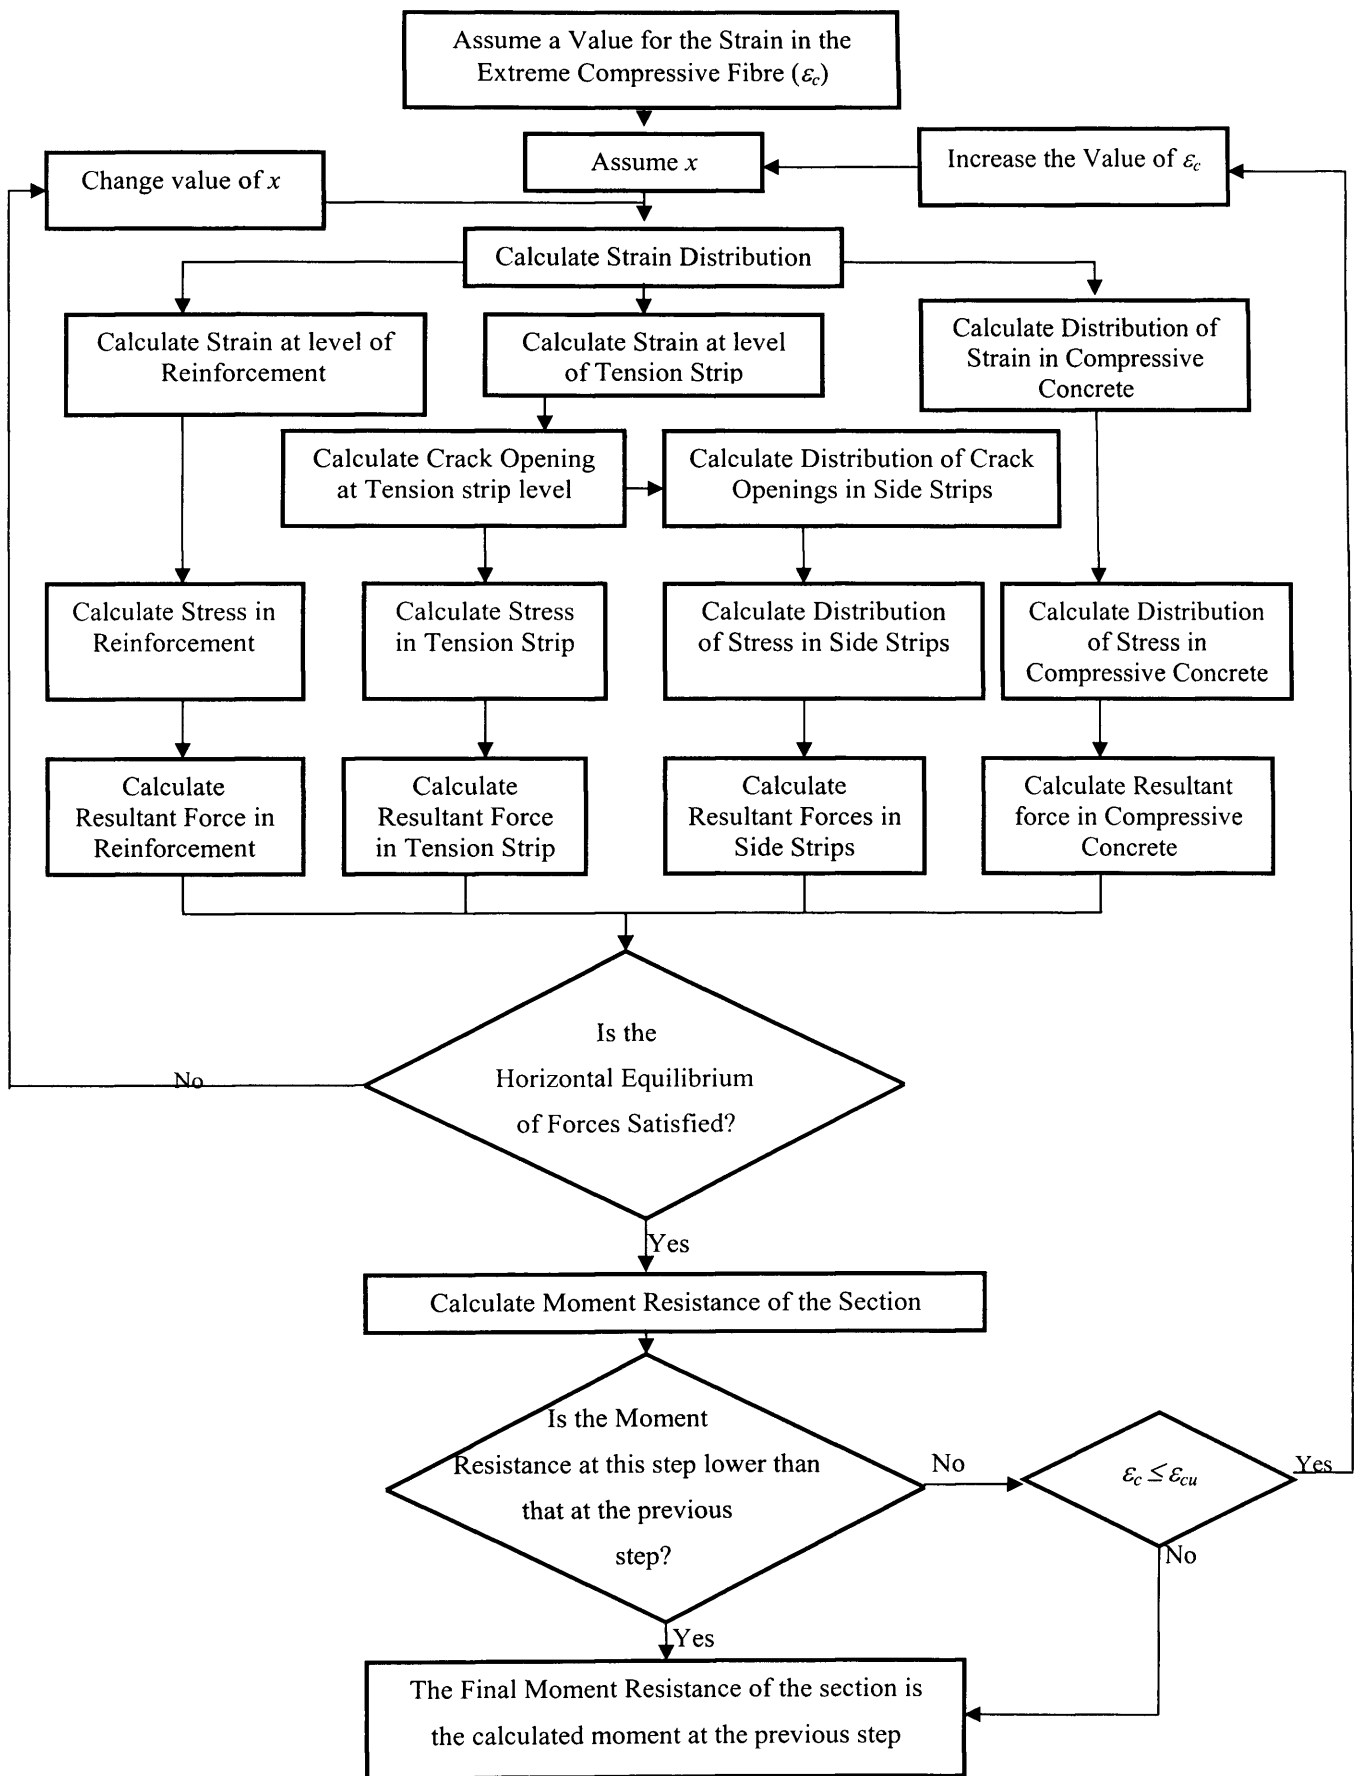 Assume a Value for the Strain in the
Extreme Compressive Fibre (εc)
Assume x
Increase the Value of εc
Change value of x
Calculate Strain Distribution
Calculate Strain at level of
Reinforcement
Calculate Strain at level
of Tension Strip
Calculate Distribution of
Strain in Compressive
Concrete
Calculate Crack Opening
at Tension strip level
Calculate Distribution of Crack
Openings in Side Strips
Calculate Stress in
Reinforcement
Calculate Stress
in Tension Strip
Calculate Distribution
of Stress in Side Strips
Calculate Distribution
of Stress in
Compressive Concrete
Calculate
Resultant Force in
Reinforcement
Calculate
Resultant Force
in Tension Strip
Calculate
Resultant Forces in
Side Strips
Calculate Resultant
force in Compressive
Concrete
Is the
Horizontal Equilibrium
of Forces Satisfied?
No
Yes
Calculate Moment Resistance of the Section
Is the Moment
Resistance at this step lower than
that at the previous
step?
No
εc ≤ εcu
Yes
No
Yes
The Final Moment Resistance of the section is
the calculated moment at the previous step